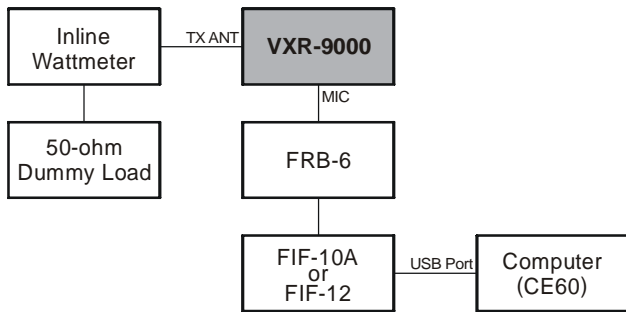 Inline
Wattmeter
TX ANT
VXR-9000
MIC
50-ohm
Dummy Load
FRB-6
FIF-10A
or
FIF-12
USB Port
Computer
(CE60)